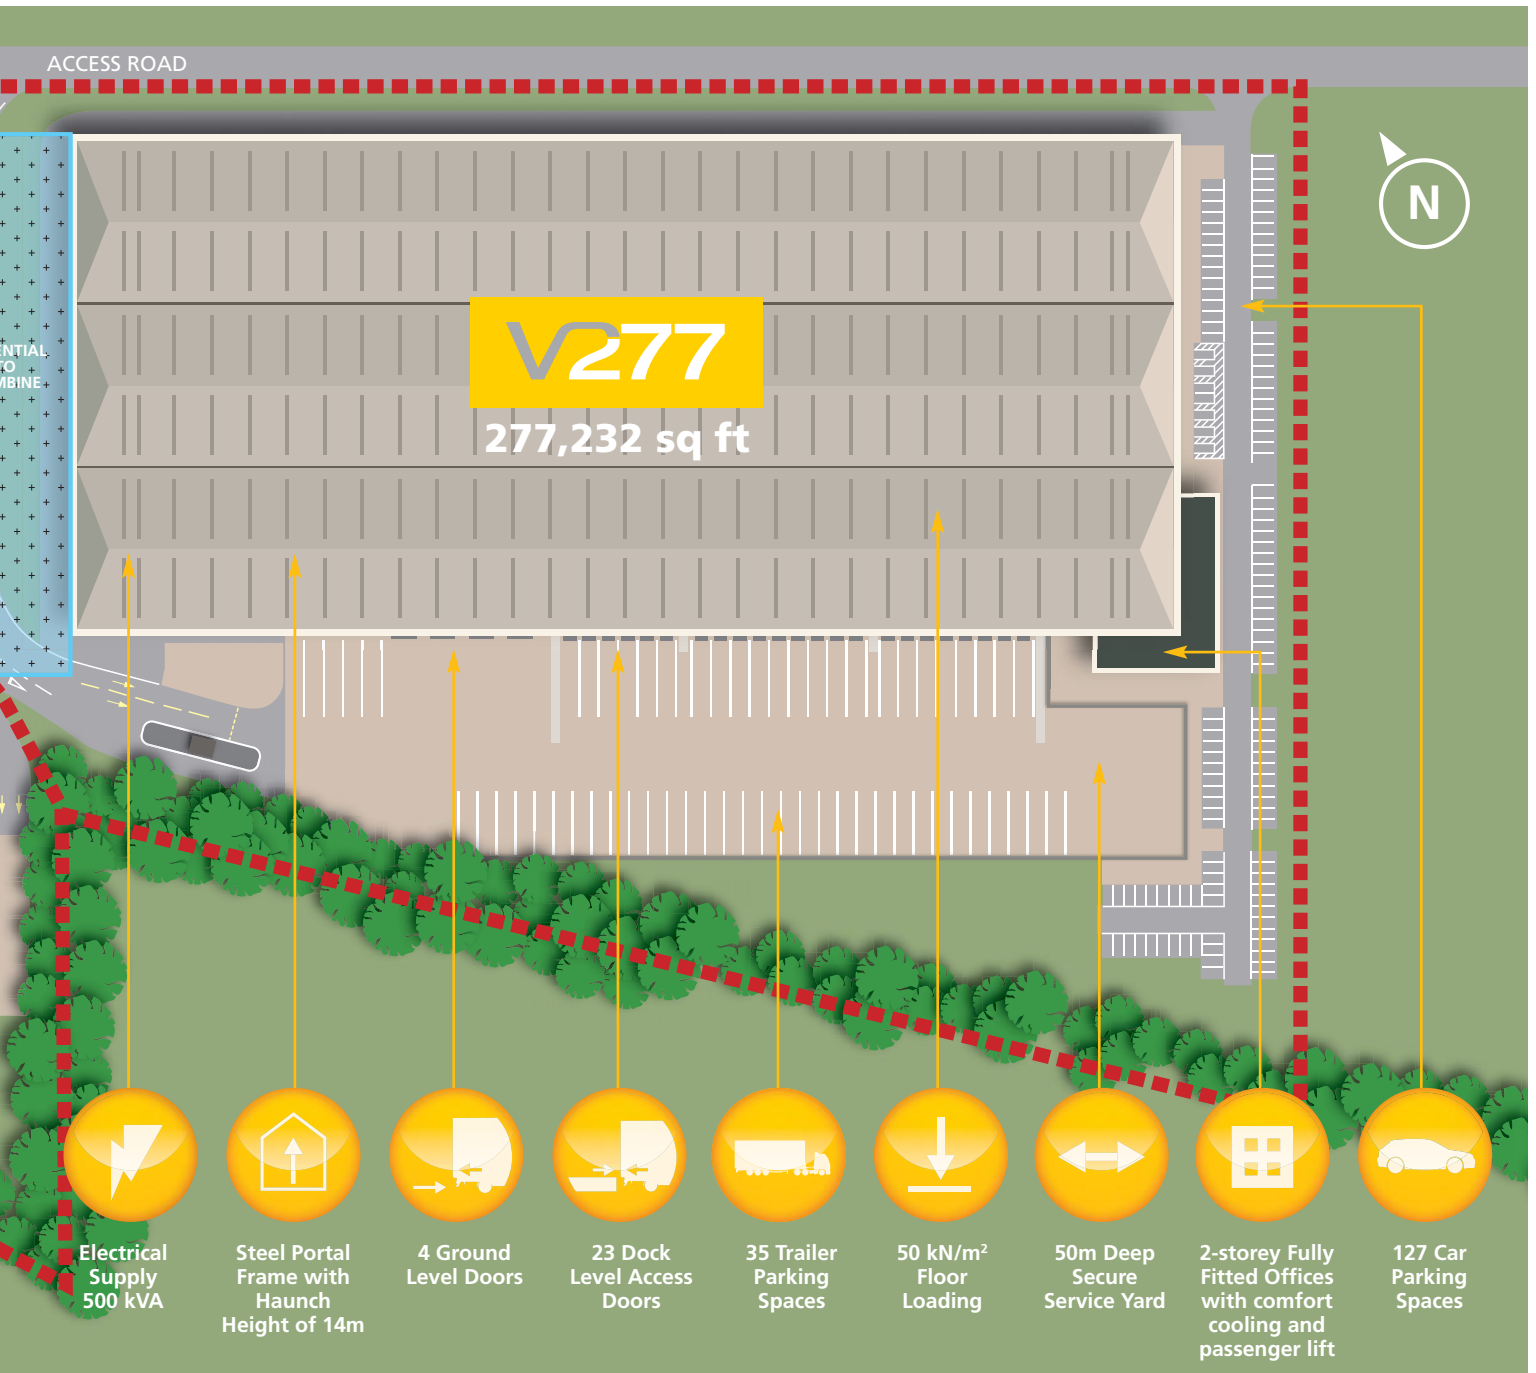 ACCESS ROAD
N
V277
277,232 sq ft
TO
Electrical
Supply
500 kVA
Steel Portal
Frame with
Haunch
Height of 14m
4 Ground
Level Doors
23 Dock
Level Access
Doors
35 Trailer
Parking
Spaces
50 kN/m²
Floor
Loading
50m Deep
Secure
Service Yard
2-storey Fully
Fitted Offices
with comfort
cooling and
passenger lift
127 Car
Parking
Spaces